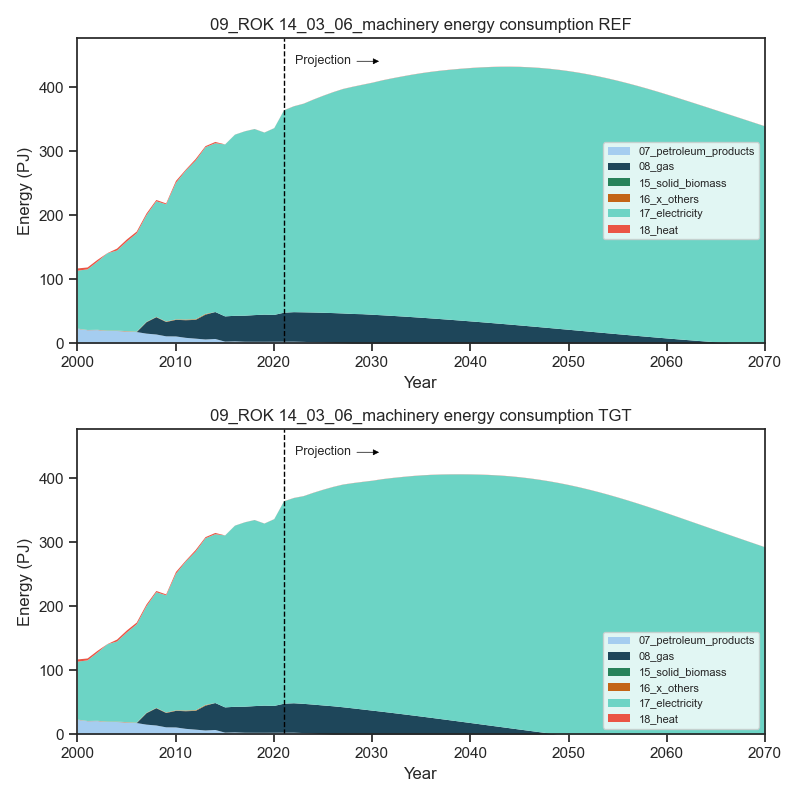 09_ROK 14_03_06_machinery energy consumption REF
Projection
400
300
200
100
0
Energy (PJ)
07_petroleum_products
08_gas
15_solid_biomass
16_x_others
17_electricity
18_heat
2000 2010 2020 2030 2040 2050 2060 2070
Year
09_ROK 14_03_06_machinery energy consumption TGT
Projection
400
300
200
100
0
Energy (PJ)
07_petroleum_products
08_gas
15_solid_biomass
16_x_others
17_electricity
18_heat
2000 2010 2020 2030 2040 2050 2060 2070
Year